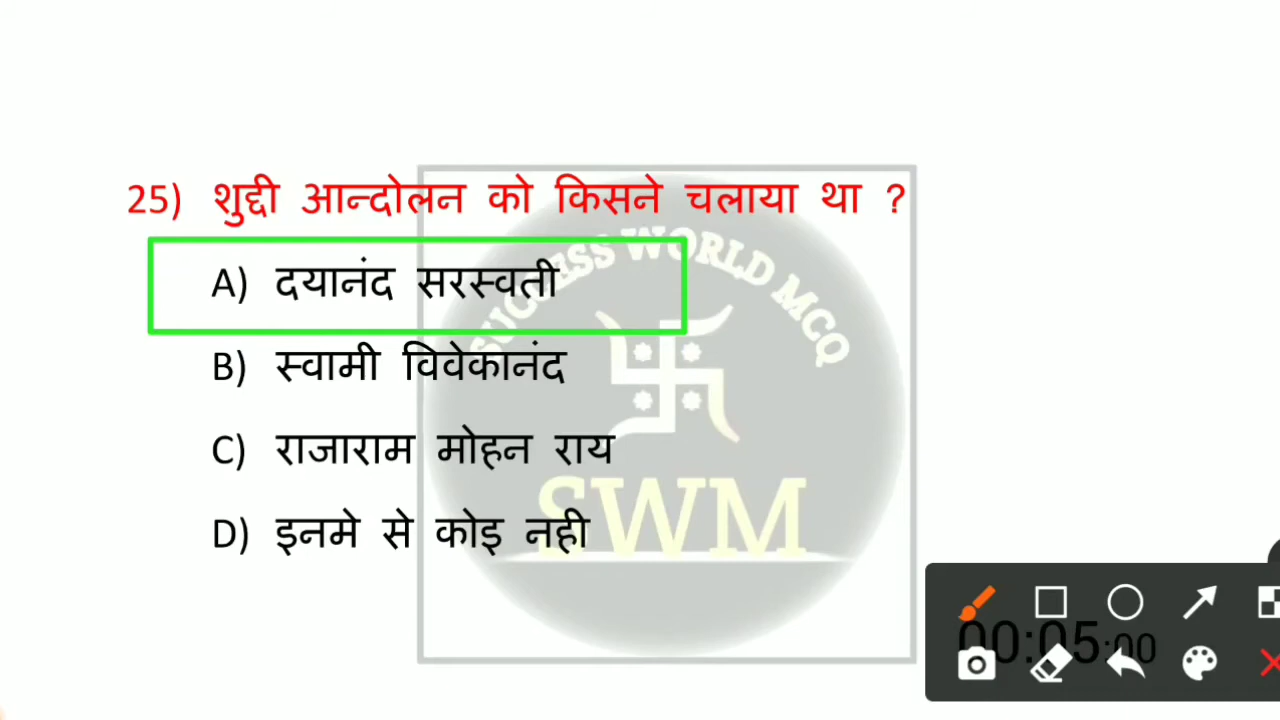 25) शुद्दी आन्दोलन को किसने चलाया था ?
A) दयानंद सरस्वती
B) स्वामी विवेकानंद
C) राजाराम मोहन राय
D) इनमे से कोइ नही
SUCCESS WORLD MCQ
SWM
00:05:00